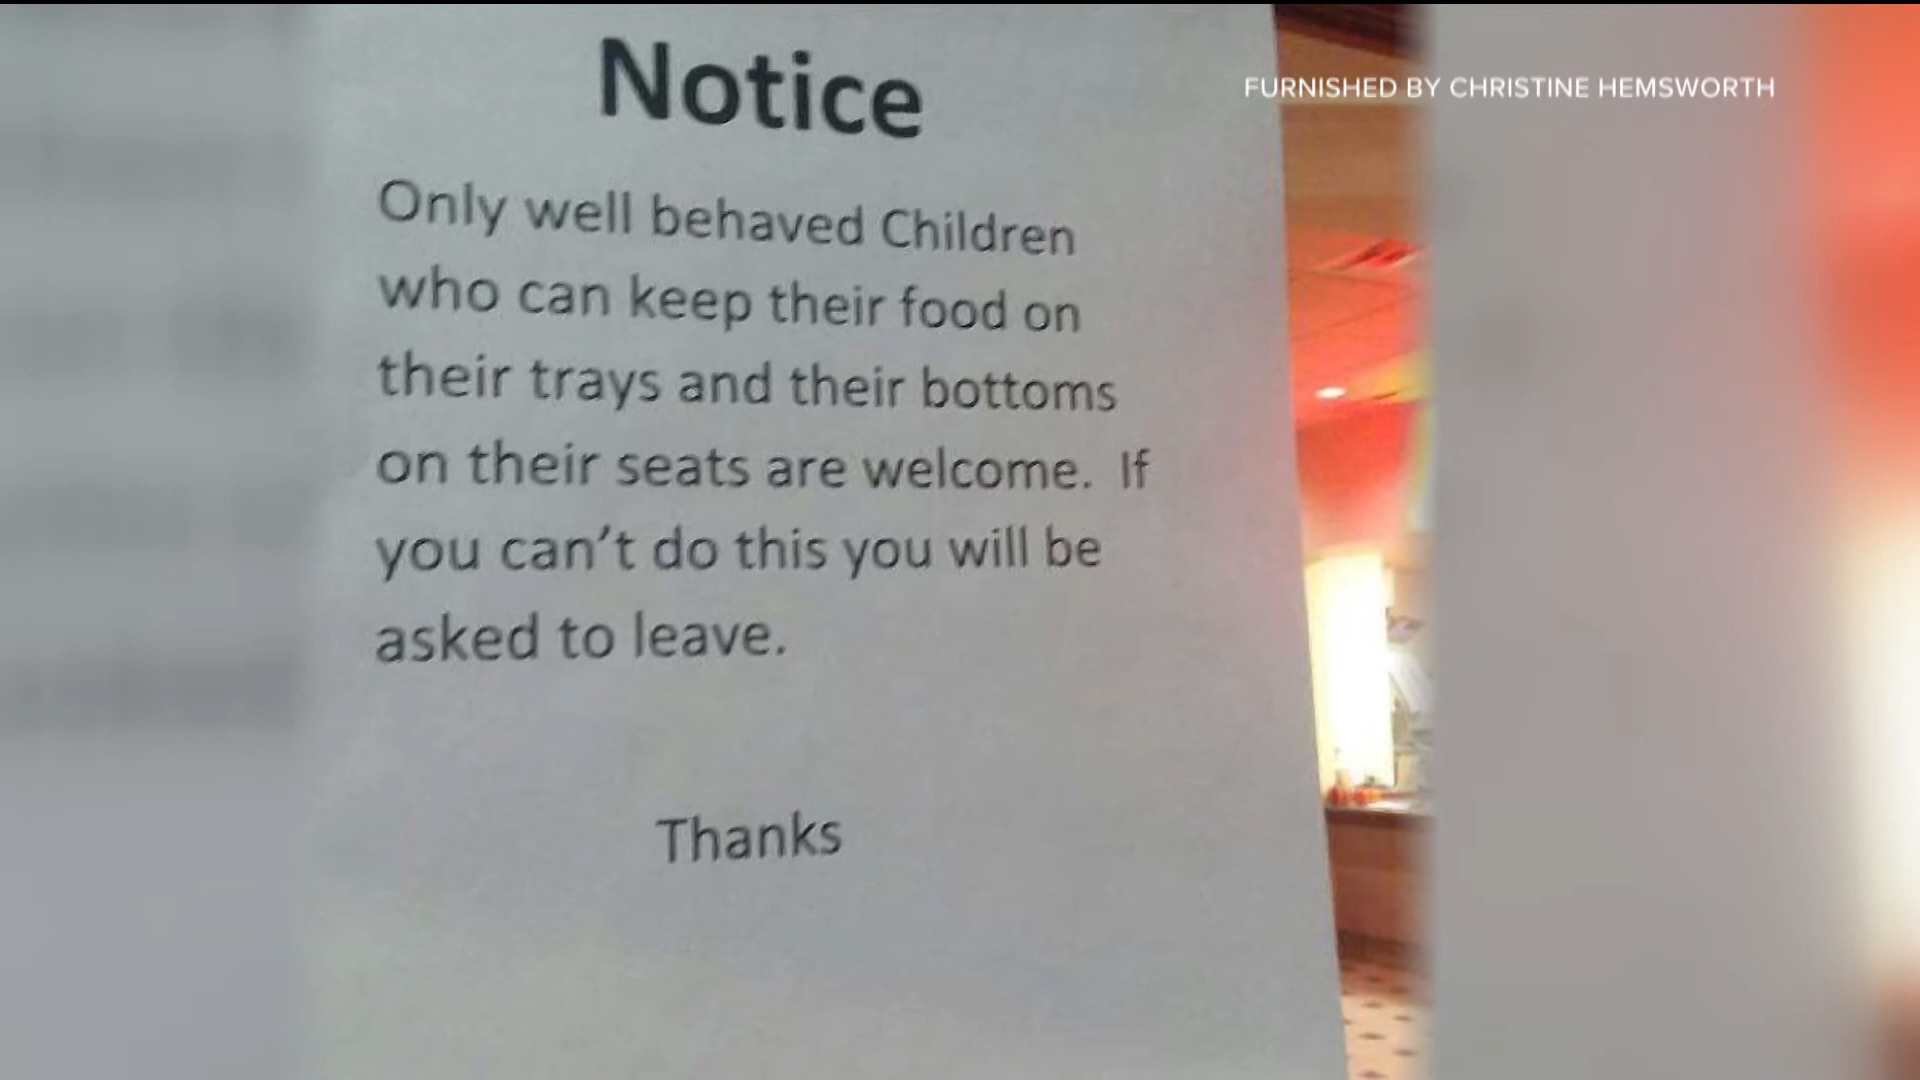 Notice
FURNISHED BY CHRISTINE HEMSWORTH
Only well behaved Children
who can keep their food on
their trays and their bottoms
on their seats are welcome.  If
you can't do this you will be
asked to leave.
Thanks